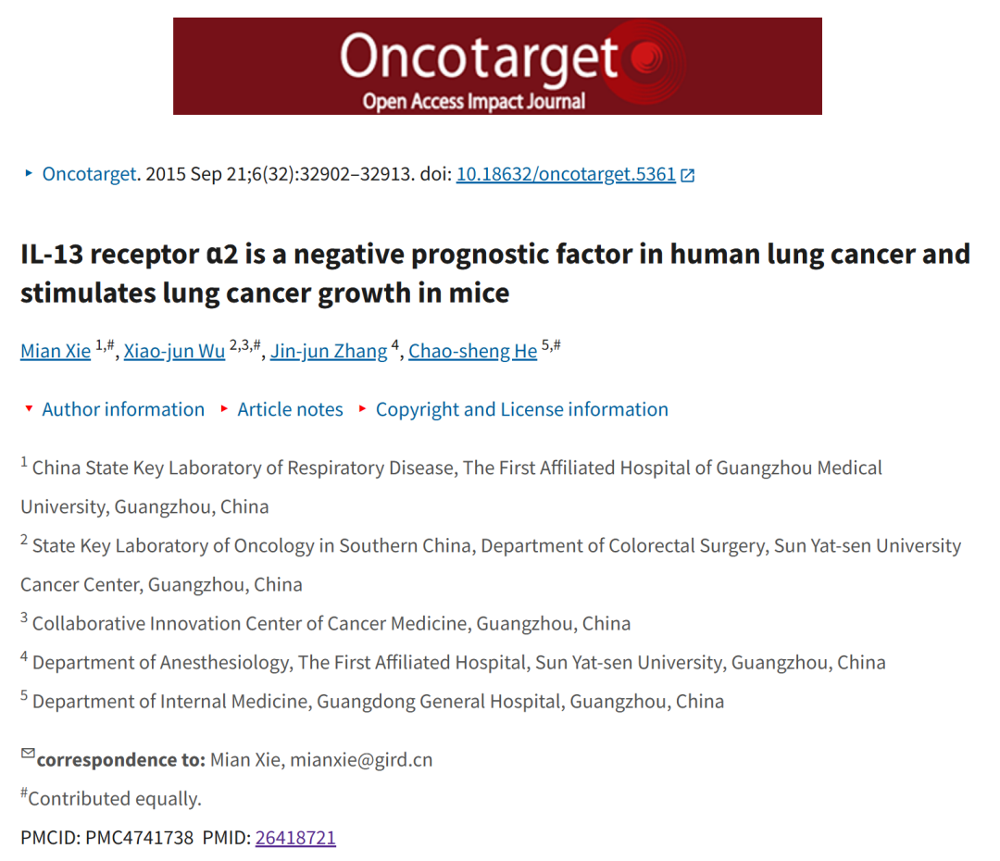 Oncotarget
Open Access Impact Journal
Oncotarget. 2015 Sep 21;6(32):32902–32913. doi: 10.18632/oncotarget.5361
IL-13 receptor α2 is a negative prognostic factor in human lung cancer and
stimulates lung cancer growth in mice
Mian Xie 1,#, Xiao-jun Wu 2,3,#, Jin-jun Zhang 4, Chao-sheng He 5,#
Author information Article notes Copyright and License information
1 China State Key Laboratory of Respiratory Disease, The First Affiliated Hospital of Guangzhou Medical
University, Guangzhou, China
2 State Key Laboratory of Oncology in Southern China, Department of Colorectal Surgery, Sun Yat-sen University
Cancer Center, Guangzhou, China
3 Collaborative Innovation Center of Cancer Medicine, Guangzhou, China
4 Department of Anesthesiology, The First Affiliated Hospital, Sun Yat-sen University, Guangzhou, China
5 Department of Internal Medicine, Guangdong General Hospital, Guangzhou, China
correspondence to: Mian Xie, mianxie@gird.cn
#Contributed equally.
PMCID: PMC4741738 PMID: 26418721